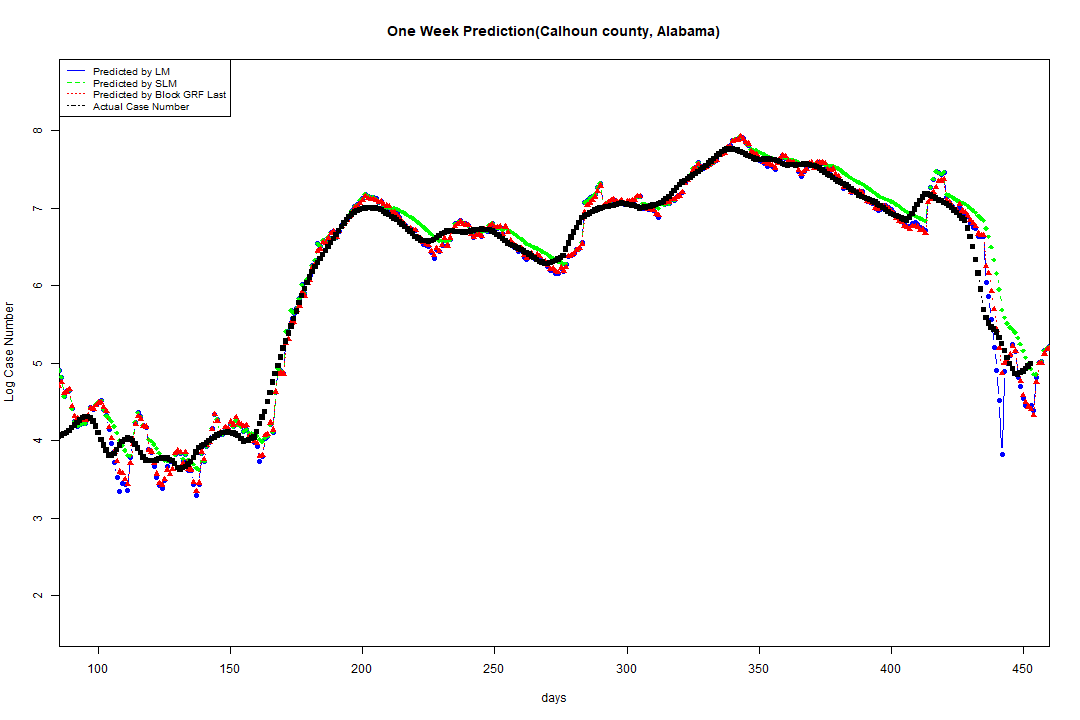 One Week Prediction(Calhoun county, Alabama)
Predicted by LM
Predicted by SLM
Predicted by Block GRF Last
Actual Case Number
8
7
6
5
4
3
2
Log Case Number
100 150 200 250 300 350 400 450
days